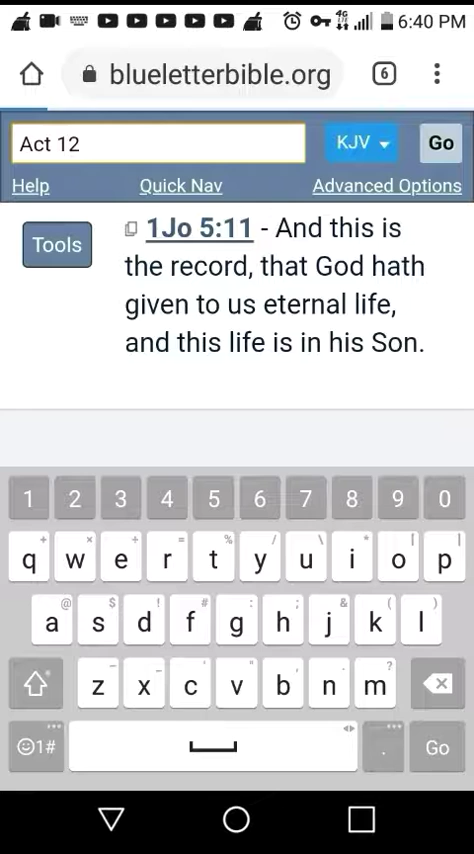 4G 6:40 PM
blueletterbible.org 6
Act 12 KJV Go
Help Quick Nav Advanced Options
Tools 1Jo 5:11 - And this is
the record, that God hath
given to us eternal life,
and this life is in his Son.
1 2 3 4 5 6 7 8 9 0
q w e r t y u i o p
a s d f g h j k l
z x c v b n m
1# . Go